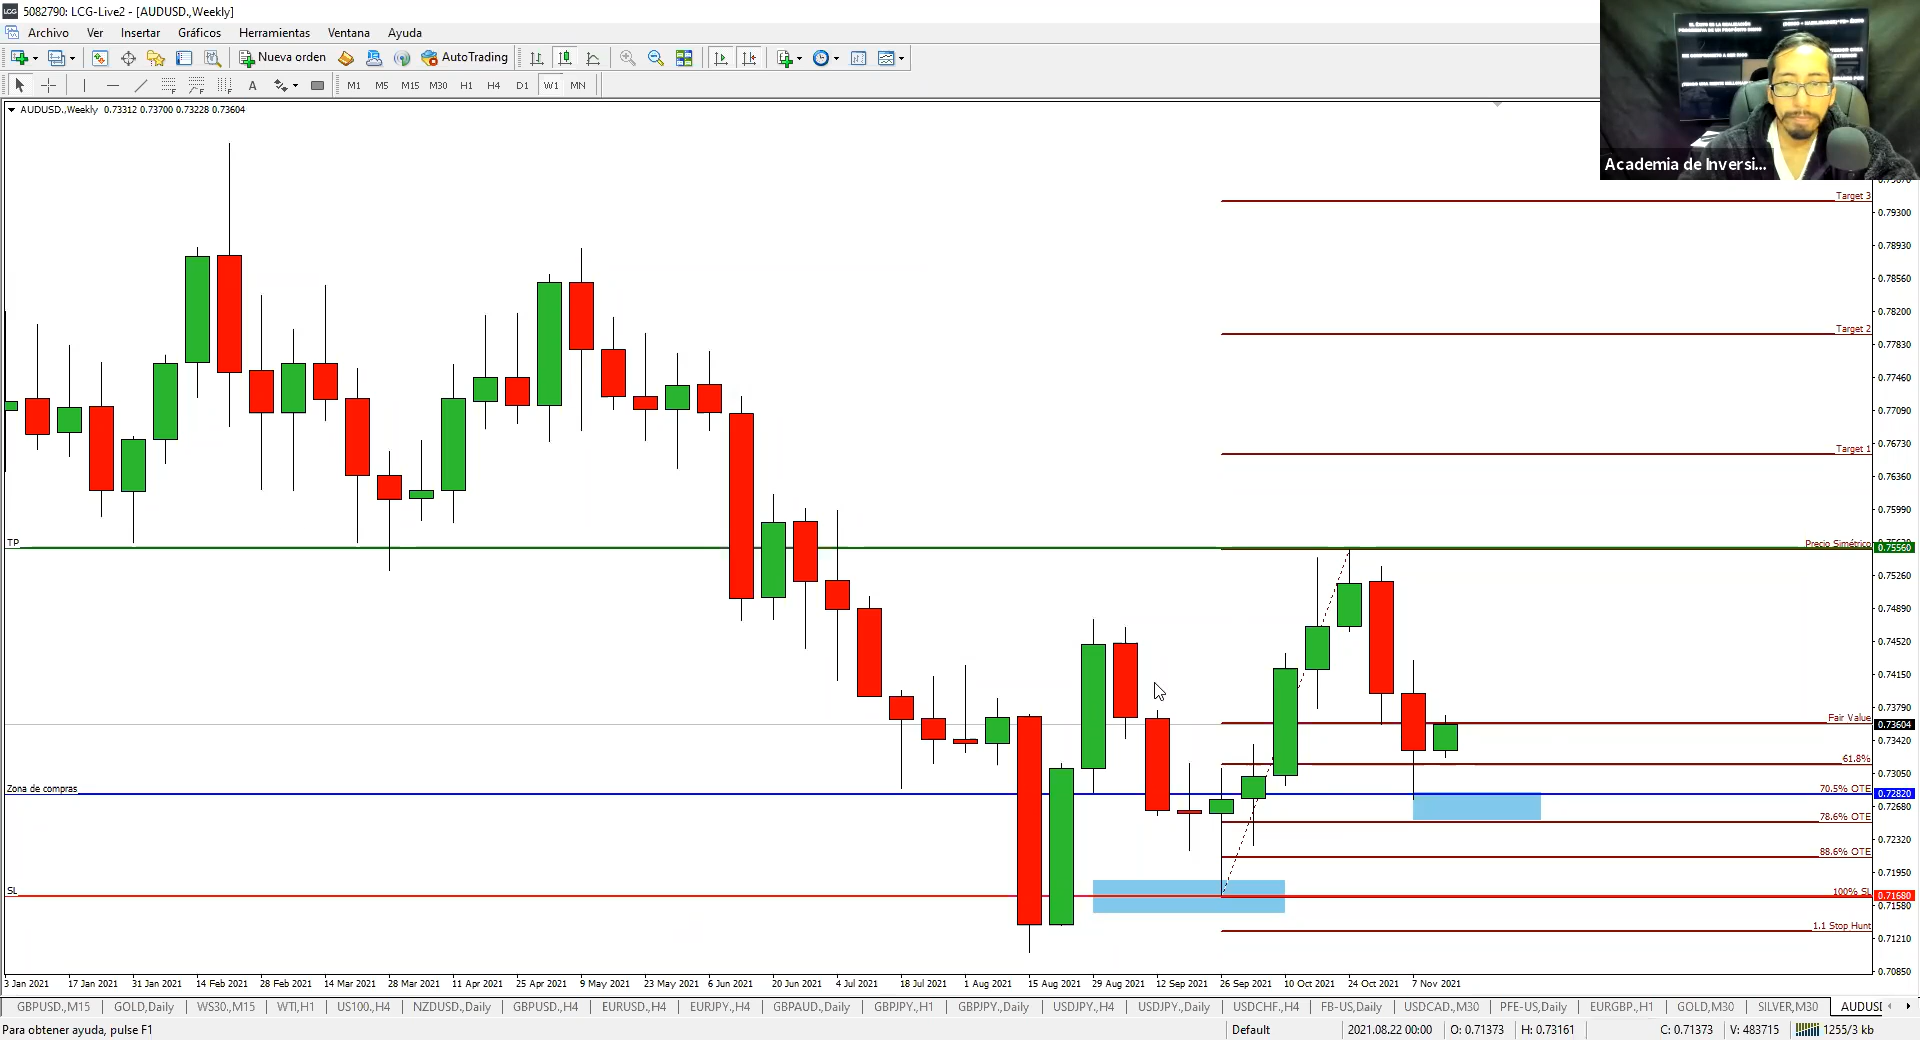 5082790: LCG-Live2 - [AUDUSD.,Weekly]
Archivo Ver Insertar Gráficos Herramientas Ventana Ayuda
Nueva orden AutoTrading
A M1 M5 M15 M30 H1 H4 D1 W1 MN
AUDUSD.,Weekly 0.73312 0.73700 0.73228 0.73604
Academia de Inversi...
Target 3
0.79300
0.78930
0.78560
0.78200
Target 2
0.77830
0.77460
0.77090
Target 1
0.76730
0.76360
0.75990
TP
Precio Simétrico
0.75560
0.75260
0.74890
0.74520
0.74150
0.73790
Fair Value
0.73604
0.73420
61.8%
0.73050
Zona de compras
70.5% OTE
0.72820
0.72680
78.6% OTE
0.72320
88.6% OTE
0.71950
SL
100% SL
0.71680
0.71580
1.1 Stop Hunt
0.71210
0.70850
3 Jan 2021 17 Jan 2021 31 Jan 2021 14 Feb 2021 28 Feb 2021 14 Mar 2021 28 Mar 2021 11 Apr 2021 25 Apr 2021 9 May 2021 23 May 2021 6 Jun 2021 20 Jun 2021 4 Jul 2021 18 Jul 2021 1 Aug 2021 15 Aug 2021 29 Aug 2021 12 Sep 2021 26 Sep 2021 10 Oct 2021 24 Oct 2021 7 Nov 2021
GBPUSD.,M15 GOLD,Daily WS30.,M15 WTI,H1 US100.,H4 NZDUSD.,Daily GBPUSD.,H4 EURUSD.,H4 EURJPY.,H4 GBPAUD.,Daily GBPJPY.,H1 GBPJPY.,Daily USDJPY.,H4 USDJPY.,Daily USDCHF.,H4 FB-US,Daily USDCAD.,M30 PFE-US,Daily EURGBP.,H1 GOLD,M30 SILVER,M30 AUDUSD
Para obtener ayuda, pulse F1 Default 2021.08.22 00:00 O: 0.71373 H: 0.73161 C: 0.71373 V: 483715 1255/3 kb